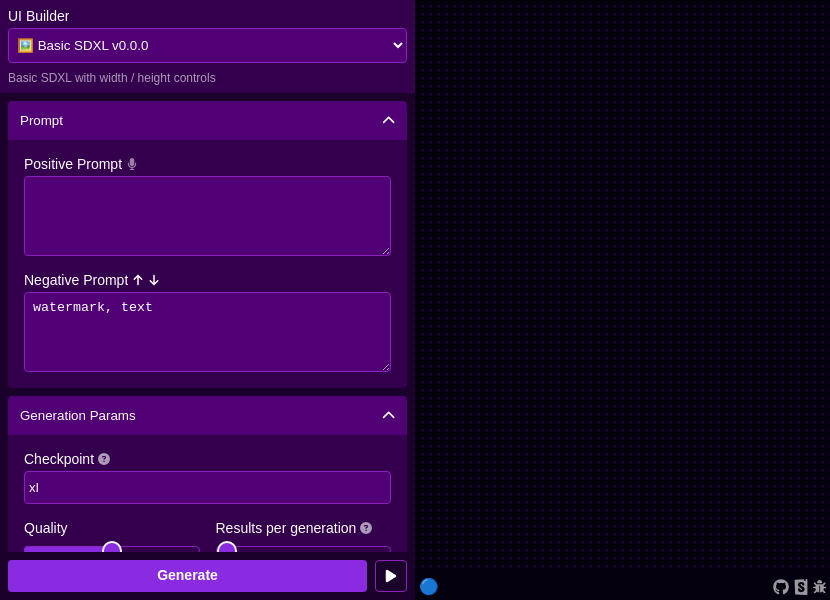 UI Builder
🖼️ Basic SDXL v0.0.0
Basic SDXL with width / height controls
Prompt
Positive Prompt
Negative Prompt ↑ ↓
watermark, text
Generation Params
Checkpoint ?
xl
Quality
Results per generation ?
Generate